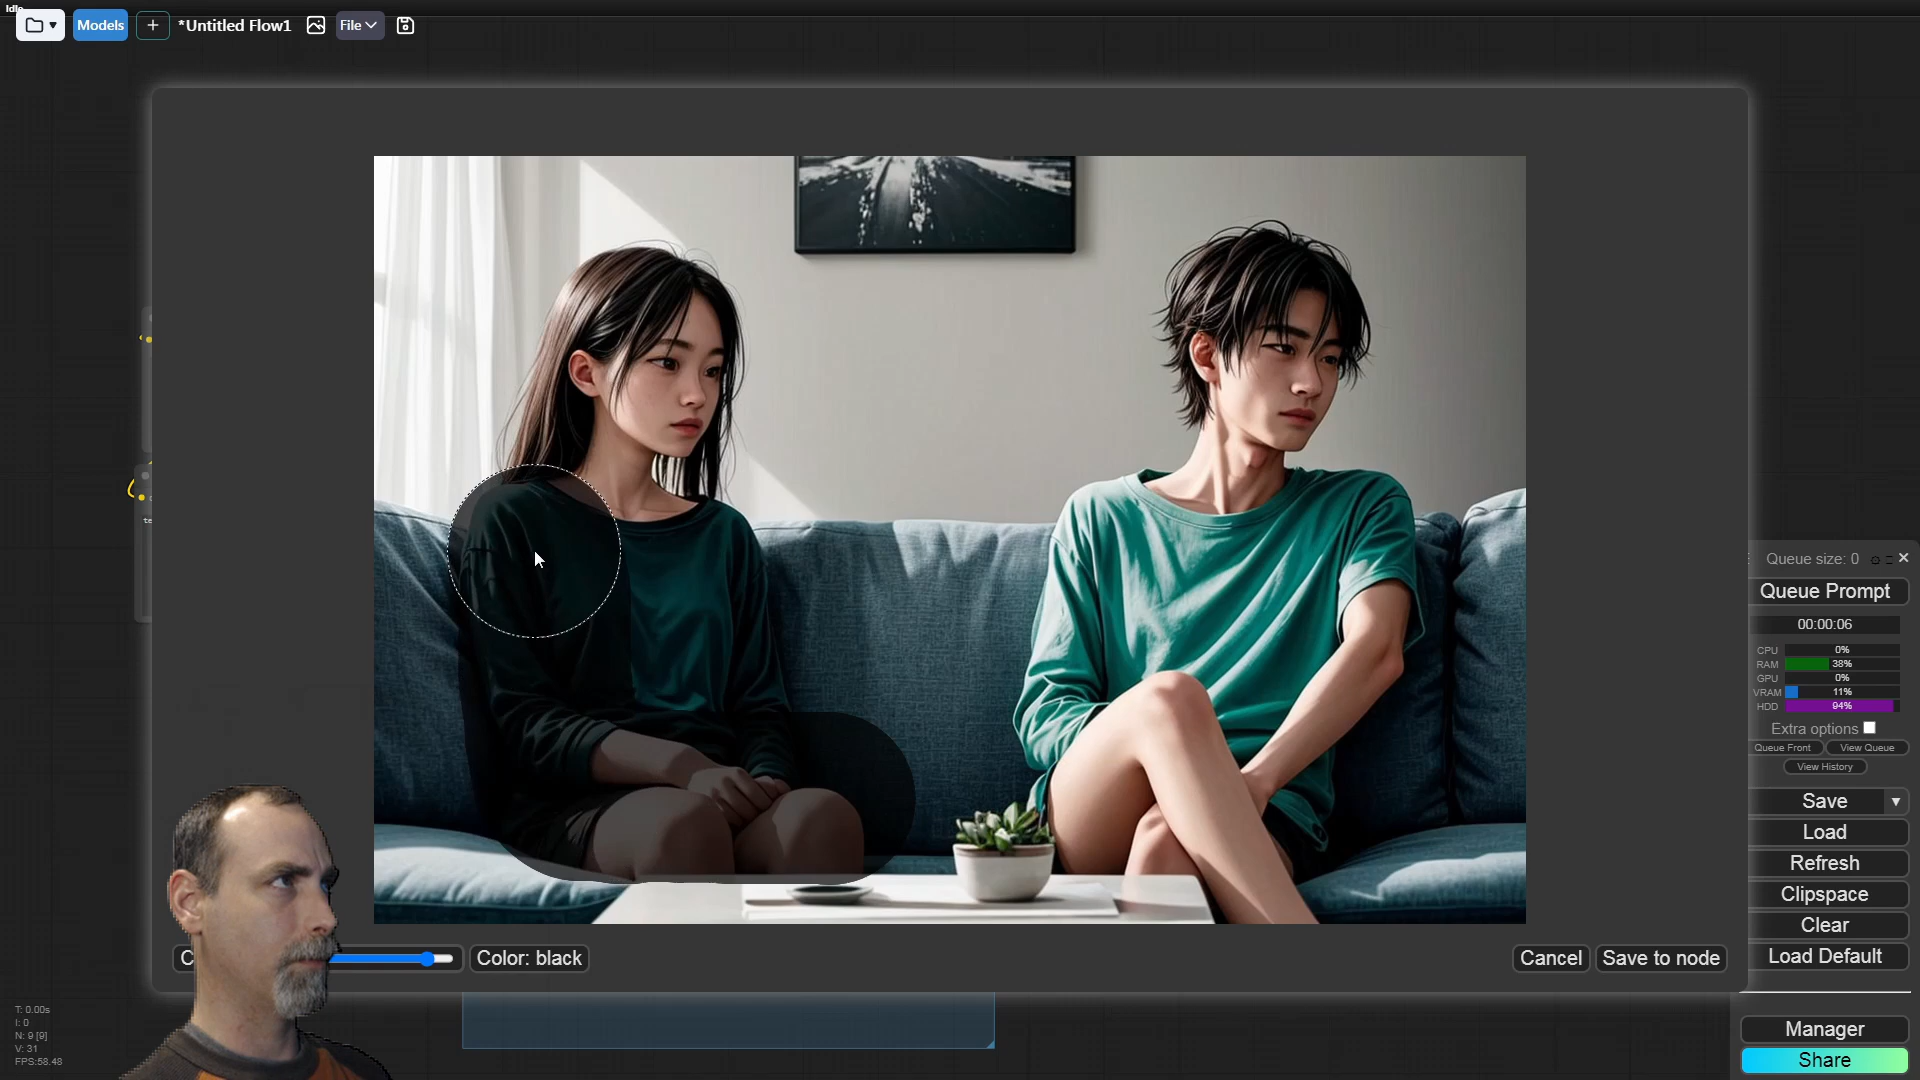 Idle
Models
+
*Untitled Flow1
File
te
Queue size: 0
Queue Prompt
00:00:06
CPU 0%
RAM 38%
GPU 0%
VRAM 11%
HDD 94%
Extra options
Queue Front View Queue
View History
Save
Load
Refresh
Clipspace
Clear
Load Default
C
Color: black
Cancel
Save to node
T: 0.00s
I: 0
N: 9 [9]
V: 31
FPS:58.48
Manager
Share